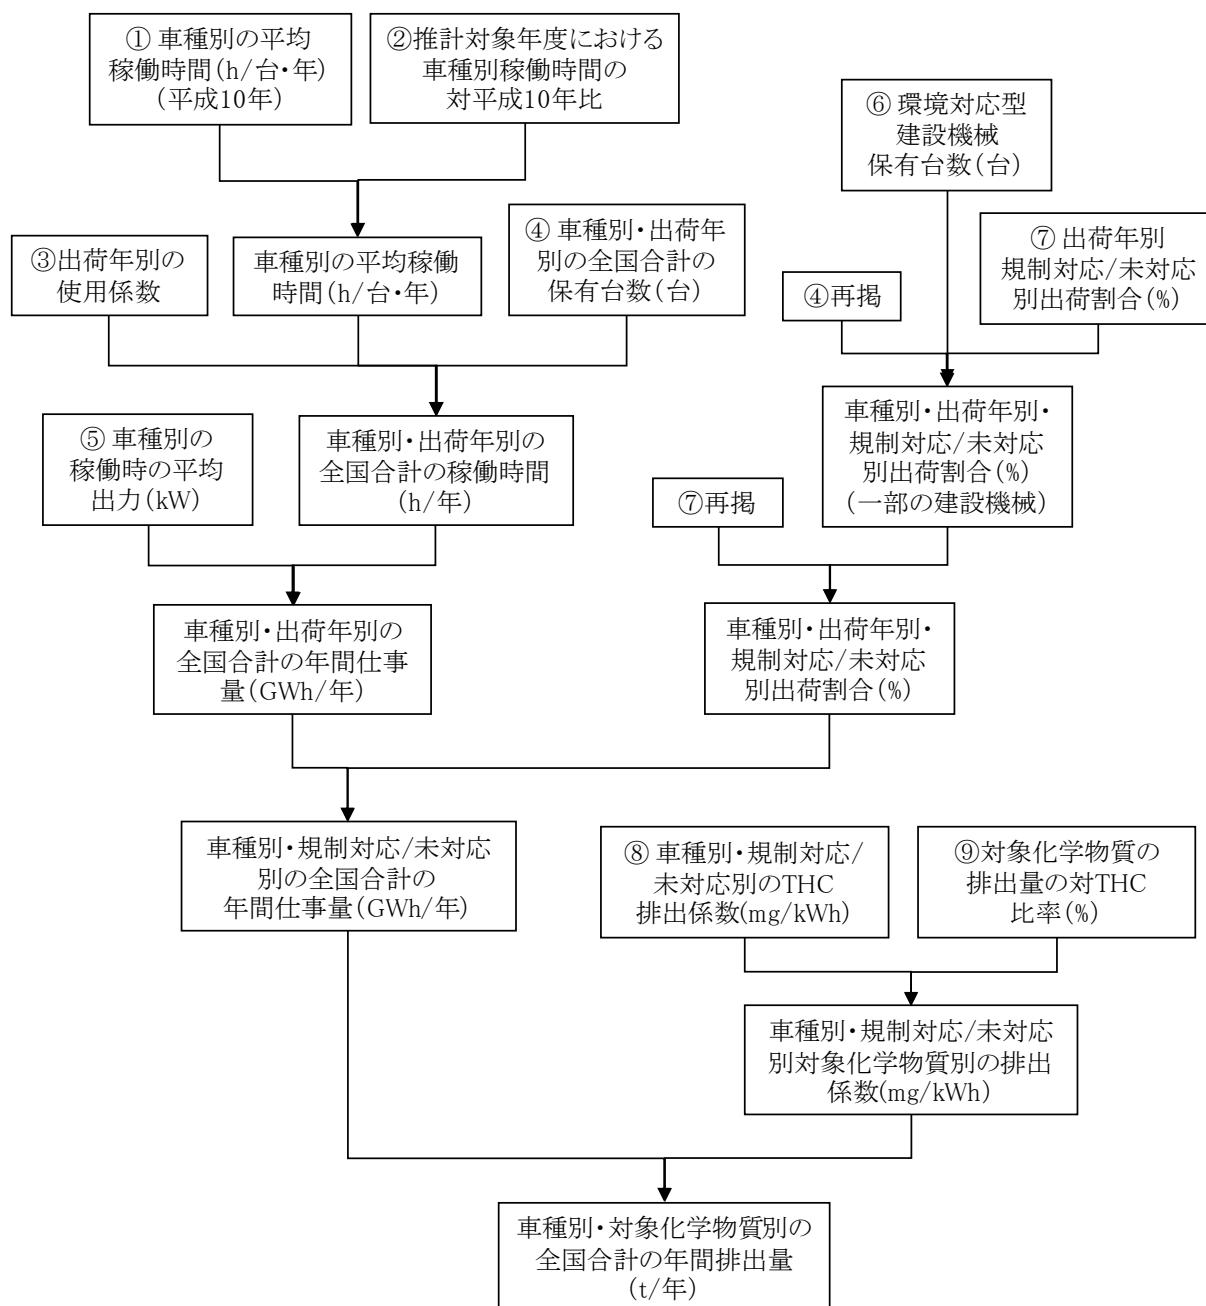 ① 車種別の平均
稼働時間(h/台・年)
(平成10年)
②推計対象年度における
車種別稼働時間の
対平成10年比
⑥ 環境対応型
建設機械
保有台数(台)
③出荷年別の
使用係数
車種別の平均稼働
時間(h/台・年)
④ 車種別・出荷年
別の全国合計の
保有台数(台)
④再掲
⑦ 出荷年別
規制対応/未対応
別出荷割合(%)
⑤ 車種別の
稼働時の平均
出力(kW)
車種別・出荷年別の
全国合計の稼働時間
(h/年)
⑦再掲
車種別・出荷年別・
規制対応/未対応
別出荷割合(%)
(一部の建設機械)
車種別・出荷年別の
全国合計の年間仕事
量(GWh/年)
車種別・出荷年別・
規制対応/未対応
別出荷割合(%)
車種別・規制対応/未対応
別の全国合計の
年間仕事量(GWh/年)
⑧ 車種別・規制対応/
未対応別のTHC
排出係数(mg/kWh)
⑨対象化学物質の
排出量の対THC
比率(%)
車種別・規制対応/未対応
別対象化学物質別の排出
係数(mg/kWh)
車種別・対象化学物質別の
全国合計の年間排出量
(t/年)